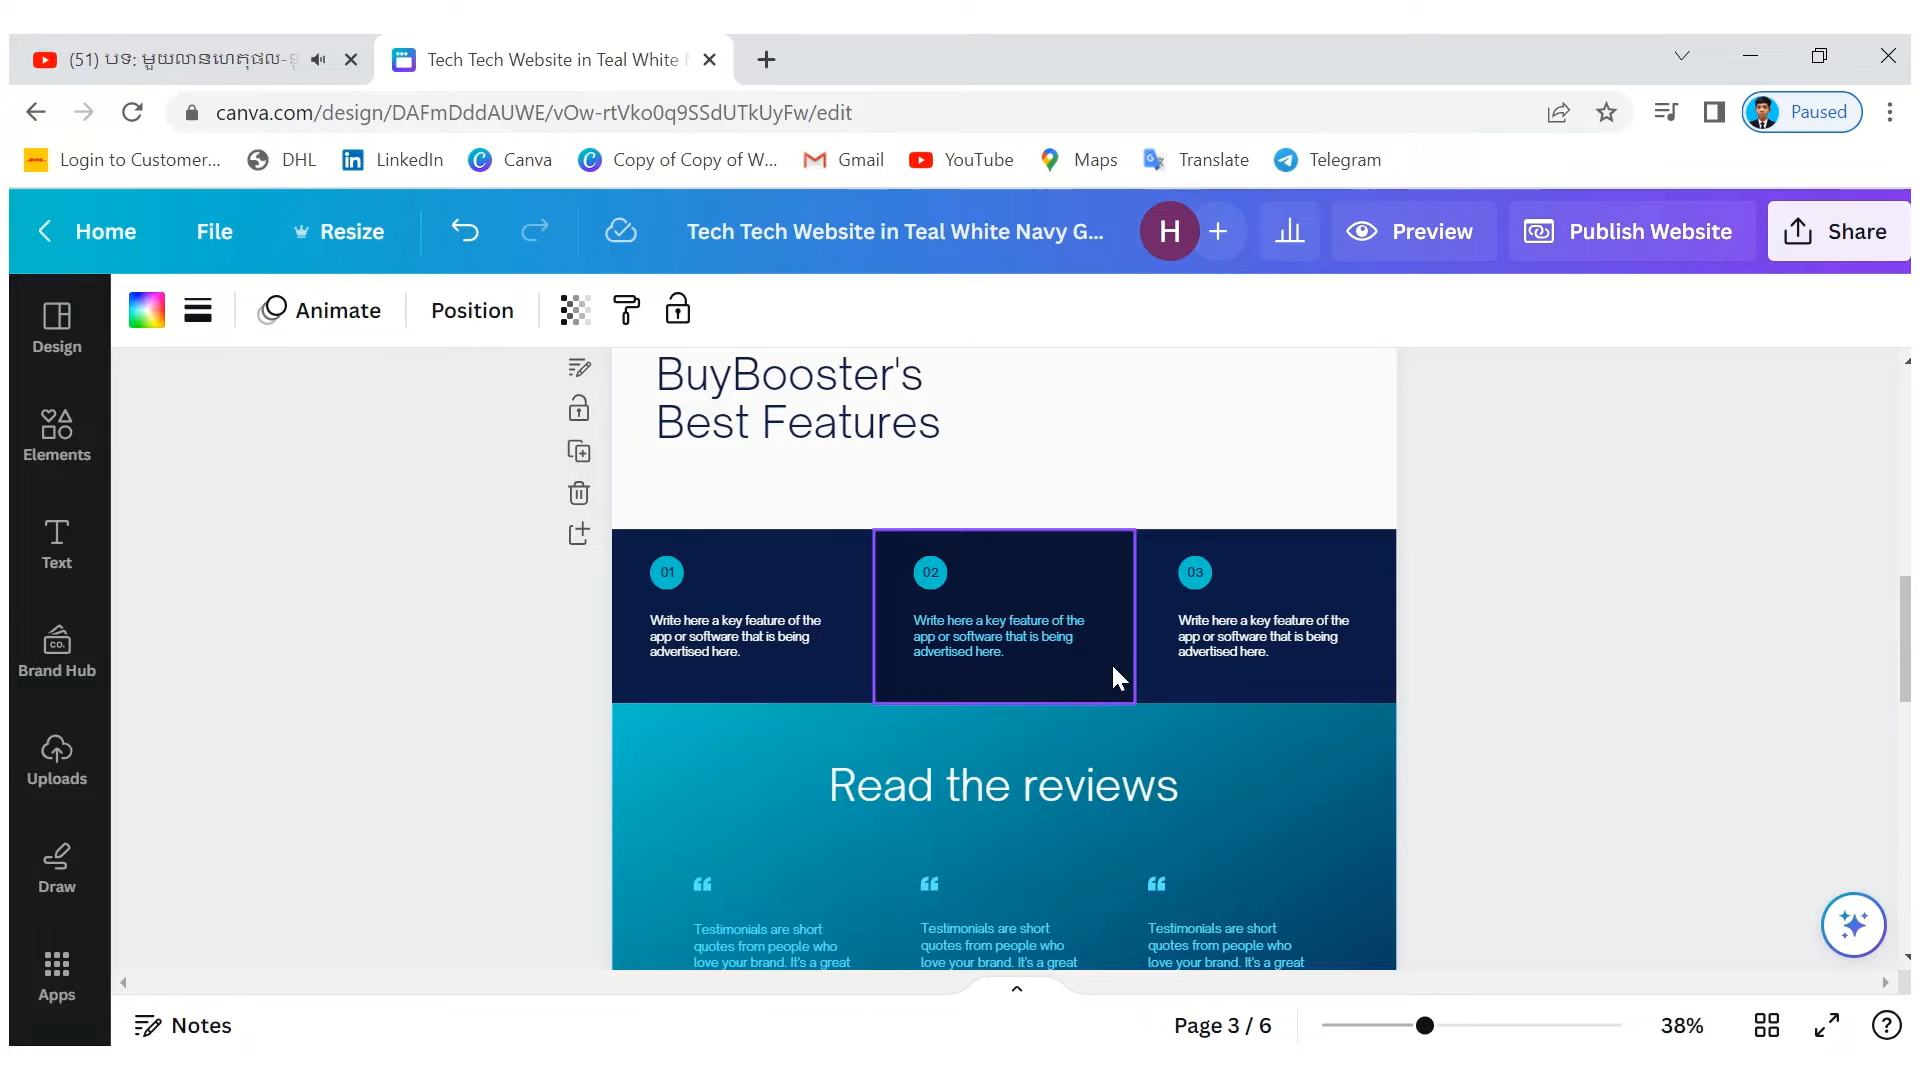 (51) បទ: មួយលានហេតុផល-
Tech Tech Website in Teal White
canva.com/design/DAFmDddAUWE/vOw-rtVko0q9SSdUTkUyFw/edit
Paused
Login to Customer...
DHL
LinkedIn
Canva
Copy of Copy of W...
Gmail
YouTube
Maps
Translate
Telegram
Home
File
Resize
Tech Tech Website in Teal White Navy G...
H
Preview
Publish Website
Share
Animate
Position
Design
Elements
Text
CO.
Brand Hub
Uploads
Draw
Apps
BuyBooster's
Best Features
01
Write here a key feature of the
app or software that is being
advertised here.
02
Write here a key feature of the
app or software that is being
advertised here.
03
Write here a key feature of the
app or software that is being
advertised here.
Read the reviews
Testimonials are short
quotes from people who
love your brand. It's a great
Testimonials are short
quotes from people who
love your brand. It's a great
Testimonials are short
quotes from people who
love your brand. It's a great
Notes
Page 3 / 6
38%